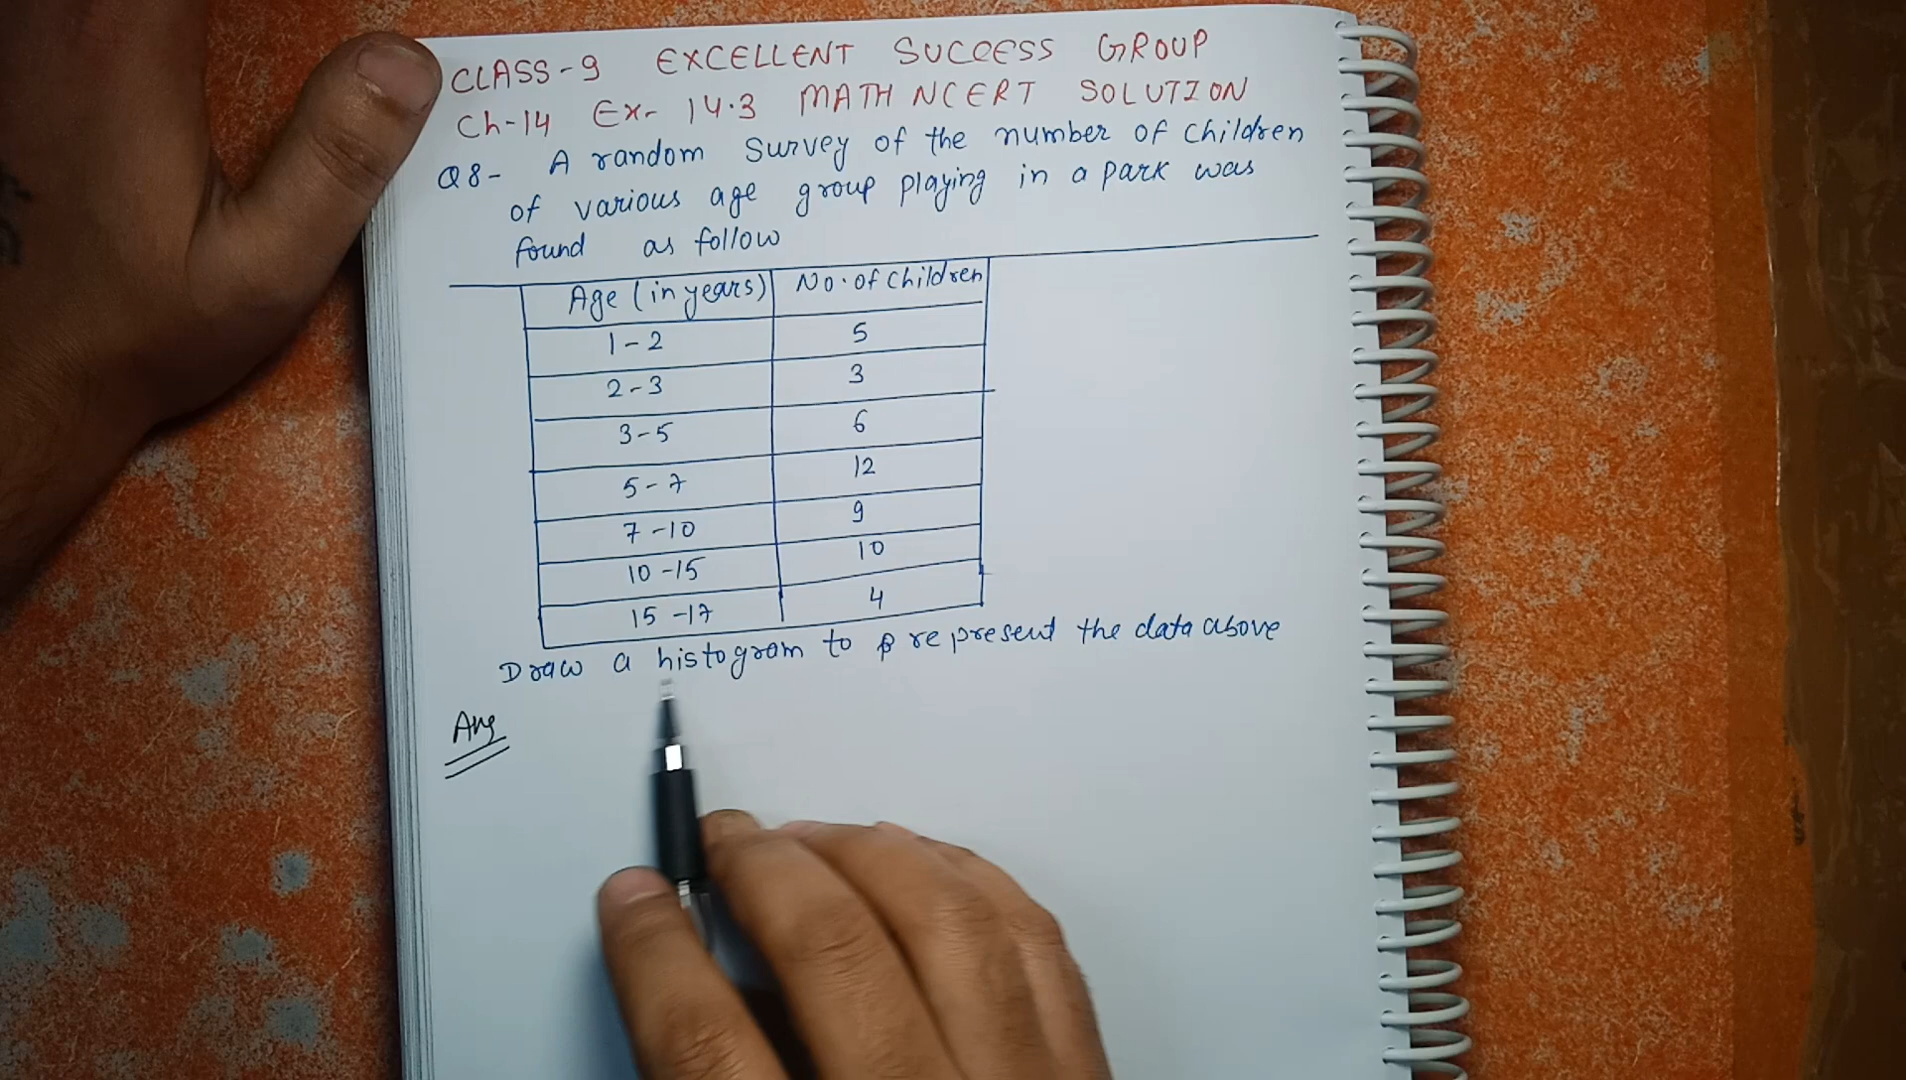 CLASS-9 EXCELLENT SUCCESS GROUP
Ch-14 Ex- 14.3 MATH NCERT SOLUTION
Q8- A random survey of the number of children
of various age group playing in a park was
found as follow
Age (in years) No. of children
1-2 5
2-3 3
3-5 6
5-7 12
7-10 9
10-15 10
15-17 4
Draw a histogram to represent the data above
Ans